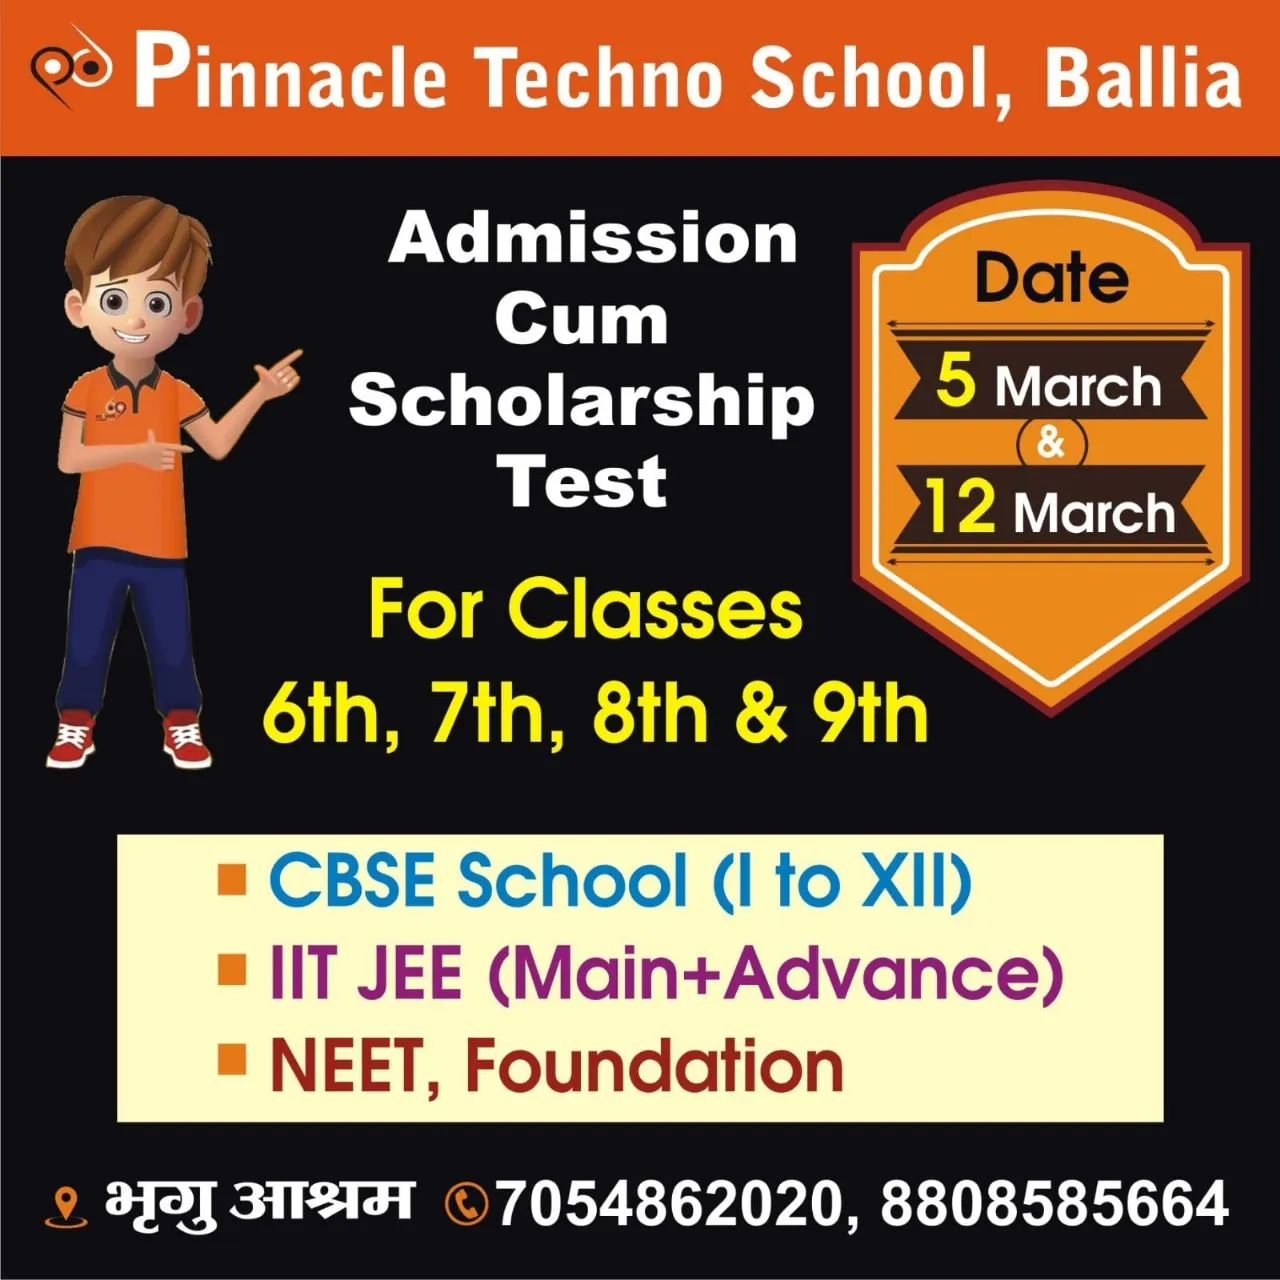 Pinnacle Techno School, Ballia
Admission
Cum
Scholarship
Test
For Classes
6th, 7th, 8th & 9th
Date
5 March
&
12 March
CBSE School (I to XII)
IIT JEE (Main+Advance)
NEET, Foundation
भृगु आश्रम 7054862020, 8808585664